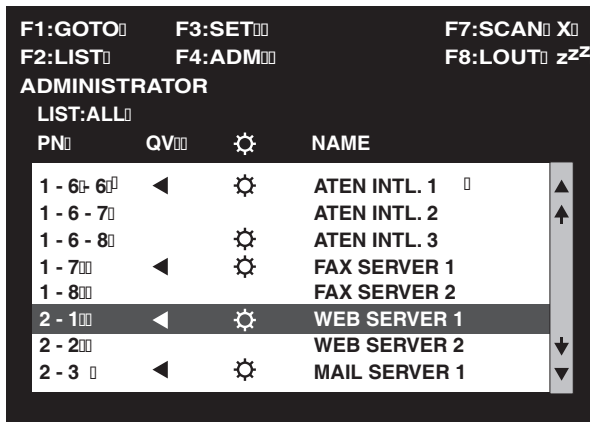 F1:GOTO F3:SET F7:SCAN X
F2:LIST F4:ADM F8:LOUT zZZ
ADMINISTRATOR
LIST:ALL
PN QV NAME
1 - 6 - 6 ATEN INTL. 1
1 - 6 - 7 ATEN INTL. 2
1 - 6 - 8 ATEN INTL. 3
1 - 7 FAX SERVER 1
1 - 8 FAX SERVER 2
2 - 1 WEB SERVER 1
2 - 2 WEB SERVER 2
2 - 3 MAIL SERVER 1